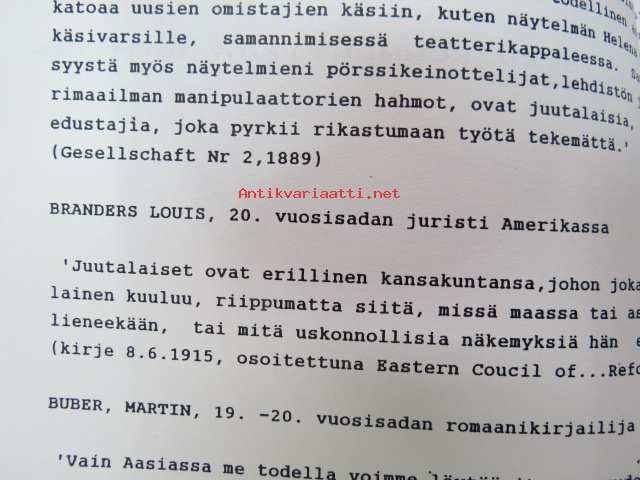 todellinen
katoaa uusien omistajien käsiin, kuten näytelmän Helena
käsivarsille, samannimisessä teatterikappaleessa.
syystä myös näytelmieni pörssikeinottelijat,lehdistön
rimaailman manipulaattorien hahmot, ovat juutalaisia,
edustajia, joka pyrkii rikastumaan työtä tekemättä.'
(Gesellschaft Nr 2,1889)
Antikvariaatti.net
BRANDERS LOUIS, 20. vuosisadan juristi Amerikassa
'Juutalaiset ovat erillinen kansakuntansa,johon joka
lainen kuuluu, riippumatta siitä, missä maassa tai as
lieneekään, tai mitä uskonnollisia näkemyksiä hän
(kirje 8.6.1915, osoitettuna Eastern Coucil of...Refo
BUBER, MARTIN, 19. -20. vuosisadan romaanikirjailija
'Vain Aasiassa me todella voimme